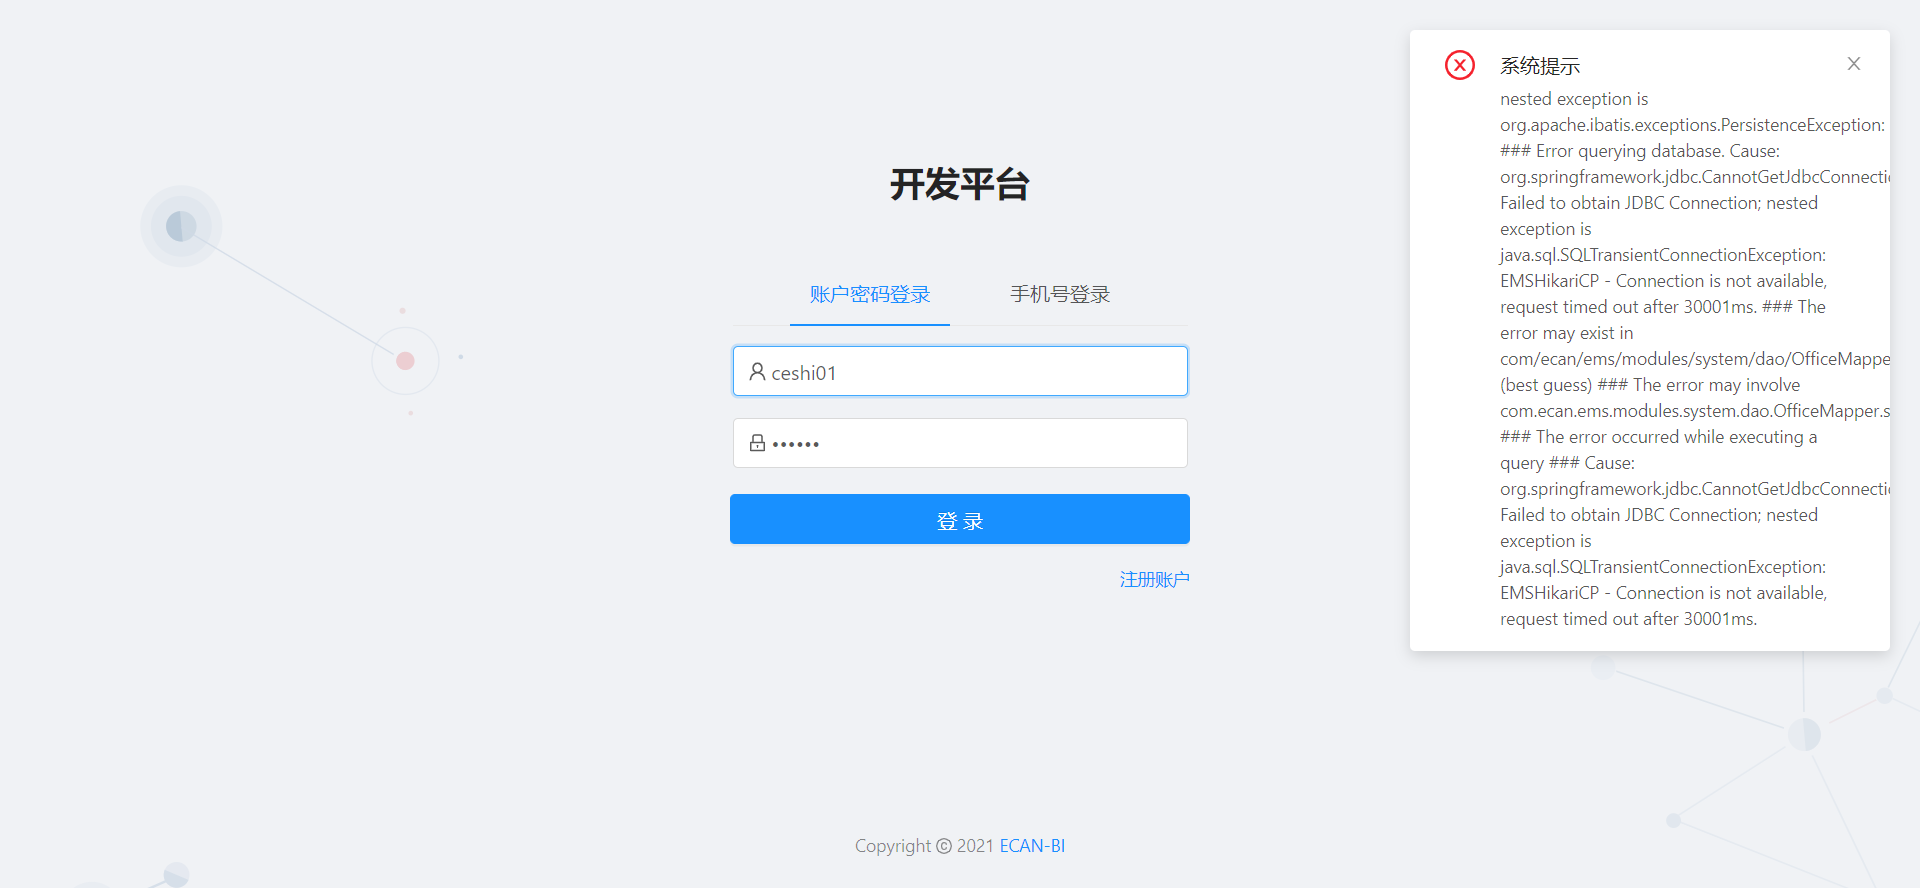 开发平台
账户密码登录 手机号登录
ceshi01
••••••
登 录
注册账户
系统提示
nested exception is
org.apache.ibatis.exceptions.PersistenceException:
### Error querying database. Cause:
org.springframework.jdbc.CannotGetJdbcConnectio
Failed to obtain JDBC Connection; nested
exception is
java.sql.SQLTransientConnectionException:
EMSHikariCP - Connection is not available,
request timed out after 30001ms. ### The
error may exist in
com/ecan/ems/modules/system/dao/OfficeMappe
(best guess) ### The error may involve
com.ecan.ems.modules.system.dao.OfficeMapper.s
### The error occurred while executing a
query ### Cause:
org.springframework.jdbc.CannotGetJdbcConnectio
Failed to obtain JDBC Connection; nested
exception is
java.sql.SQLTransientConnectionException:
EMSHikariCP - Connection is not available,
request timed out after 30001ms.
Copyright © 2021 ECAN-BI